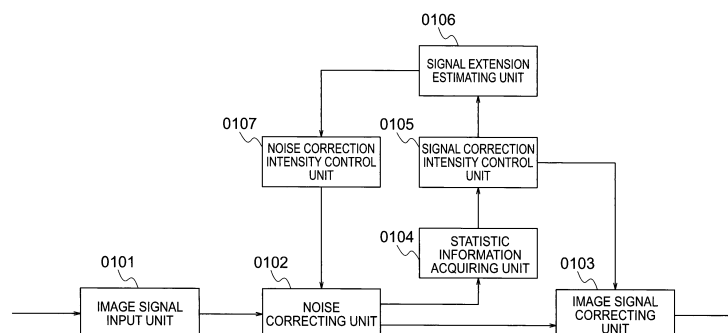 0106
SIGNAL EXTENSION
ESTIMATING UNIT
0107
NOISE CORRECTION
INTENSITY CONTROL
UNIT
0105
SIGNAL CORRECTION
INTENSITY CONTROL
UNIT
0104
STATISTIC
INFORMATION
ACQUIRING UNIT
0101
IMAGE SIGNAL
INPUT UNIT
0102
NOISE
CORRECTING UNIT
0103
IMAGE SIGNAL
CORRECTING
UNIT